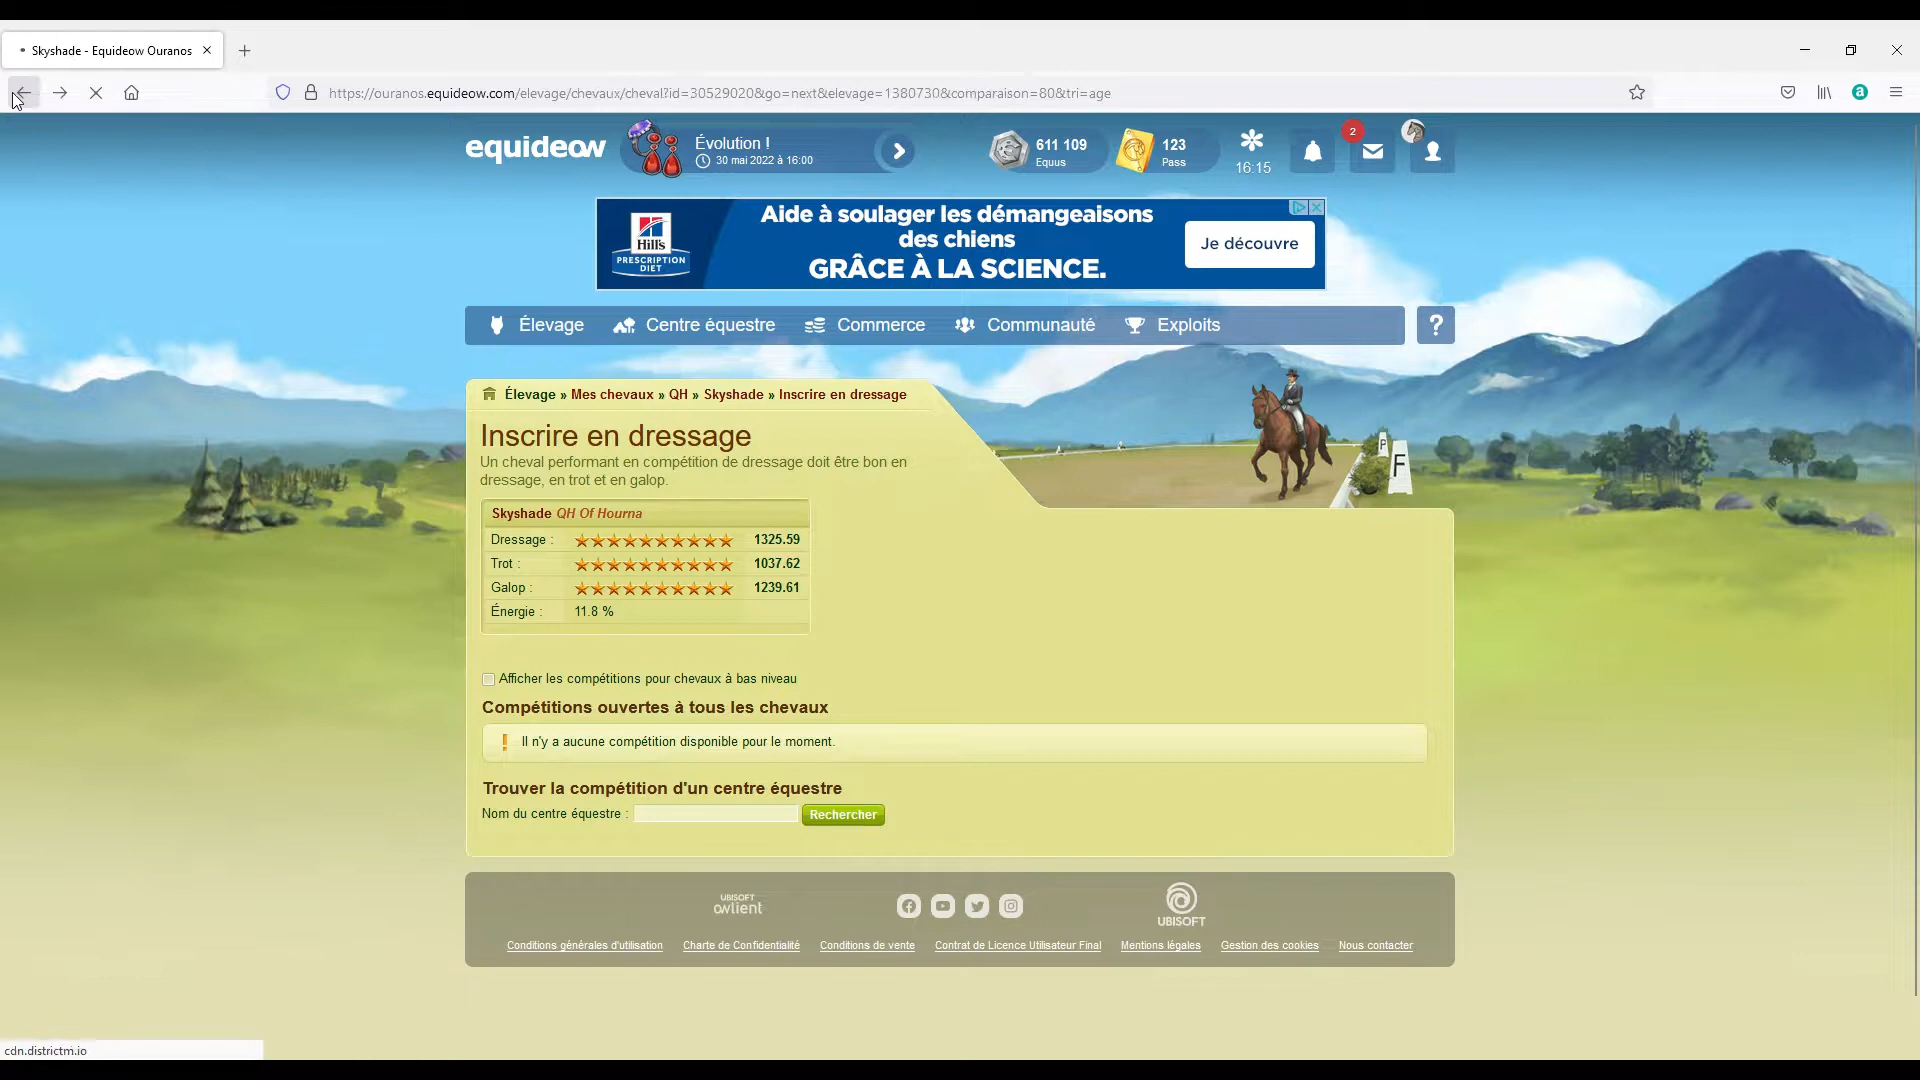 Skyshade - Equideow Ouranos
https://ouranos.equideow.com/elevage/chevaux/cheval?id=30529020&go=next&elevage=1380730&comparaison=80&tri=age
a
equideow
Évolution !
30 mai 2022 à 16:00
611 109
Equus
123
Pass
16:15
2
Hill's
PRESCRIPTION
DIET
Aide à soulager les démangeaisons
des chiens
GRÂCE À LA SCIENCE.
Je découvre
Élevage
Centre équestre
Commerce
Communauté
Exploits
?
Élevage » Mes chevaux » QH » Skyshade » Inscrire en dressage
Inscrire en dressage
Un cheval performant en compétition de dressage doit être bon en
dressage, en trot et en galop.
P
F
Skyshade QH Of Hourna
Dressage : 1325.59
Trot : 1037.62
Galop : 1239.61
Énergie : 11.8 %
Afficher les compétitions pour chevaux à bas niveau
Compétitions ouvertes à tous les chevaux
Il n'y a aucune compétition disponible pour le moment.
Trouver la compétition d'un centre équestre
Nom du centre équestre :
Rechercher
UBISOFT
owlient
UBISOFT
Conditions générales d'utilisation
Charte de Confidentialité
Conditions de vente
Contrat de Licence Utilisateur Final
Mentions légales
Gestion des cookies
Nous contacter
cdn.districtm.io